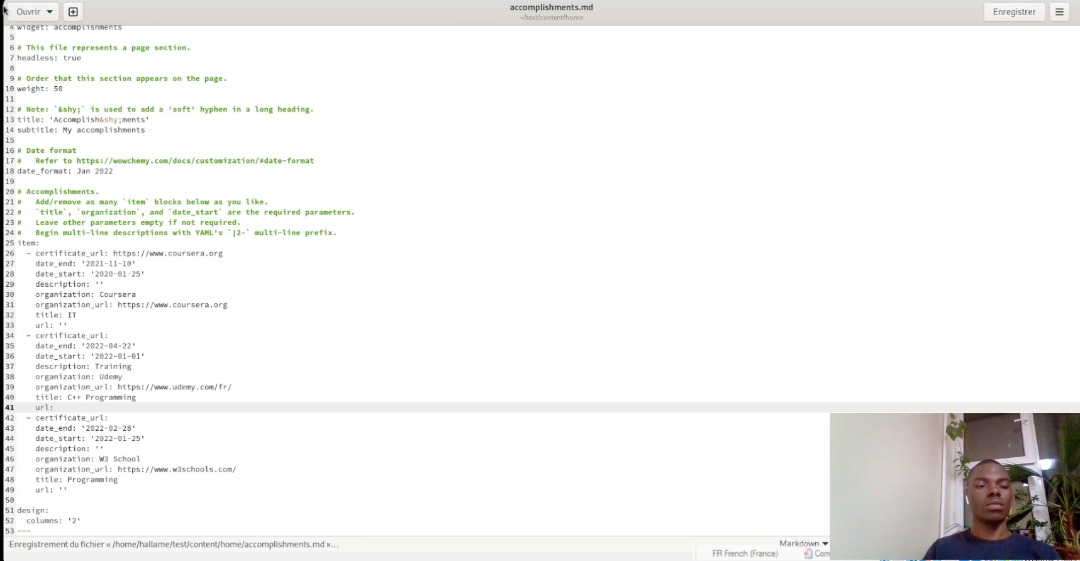 Ouvrir
accomplishments.md
~/test/content/home
Enregistrer
4 widget: accomplishments
5
6 # This file represents a page section.
7 headless: true
8
9 # Order that this section appears on the page.
10 weight: 50
11
12 # Note: `&shy;` is used to add a 'soft' hyphen in a long heading.
13 title: 'Accomplish&shy;ments'
14 subtitle: My accomplishments
15
16 # Date format
17 #   Refer to https://wowchemy.com/docs/customization/#date-format
18 date_format: Jan 2022
19
20 # Accomplishments.
21 #   Add/remove as many `item` blocks below as you like.
22 #   `title`, `organization`, and `date_start` are the required parameters.
23 #   Leave other parameters empty if not required.
24 #   Begin multi-line descriptions with YAML's `|2-` multi-line prefix.
25 item:
26   - certificate_url: https://www.coursera.org
27     date_end: '2021-11-10'
28     date_start: '2020-01-25'
29     description: ''
30     organization: Coursera
31     organization_url: https://www.coursera.org
32     title: IT
33     url: ''
34   - certificate_url:
35     date_end: '2022-04-22'
36     date_start: '2022-01-01'
37     description: Training
38     organization: Udemy
39     organization_url: https://www.udemy.com/fr/
40     title: C++ Programming
41     url:
42   - certificate_url:
43     date_end: '2022-02-28'
44     date_start: '2022-01-25'
45     description: ''
46     organization: W3 School
47     organization_url: https://www.w3schools.com/
48     title: Programming
49     url: ''
50
51 design:
52   columns: '2'
53 ---
Enregistrement du fichier « /home/hallame/test/content/home/accomplishments.md »…
Markdown
FR French (France)